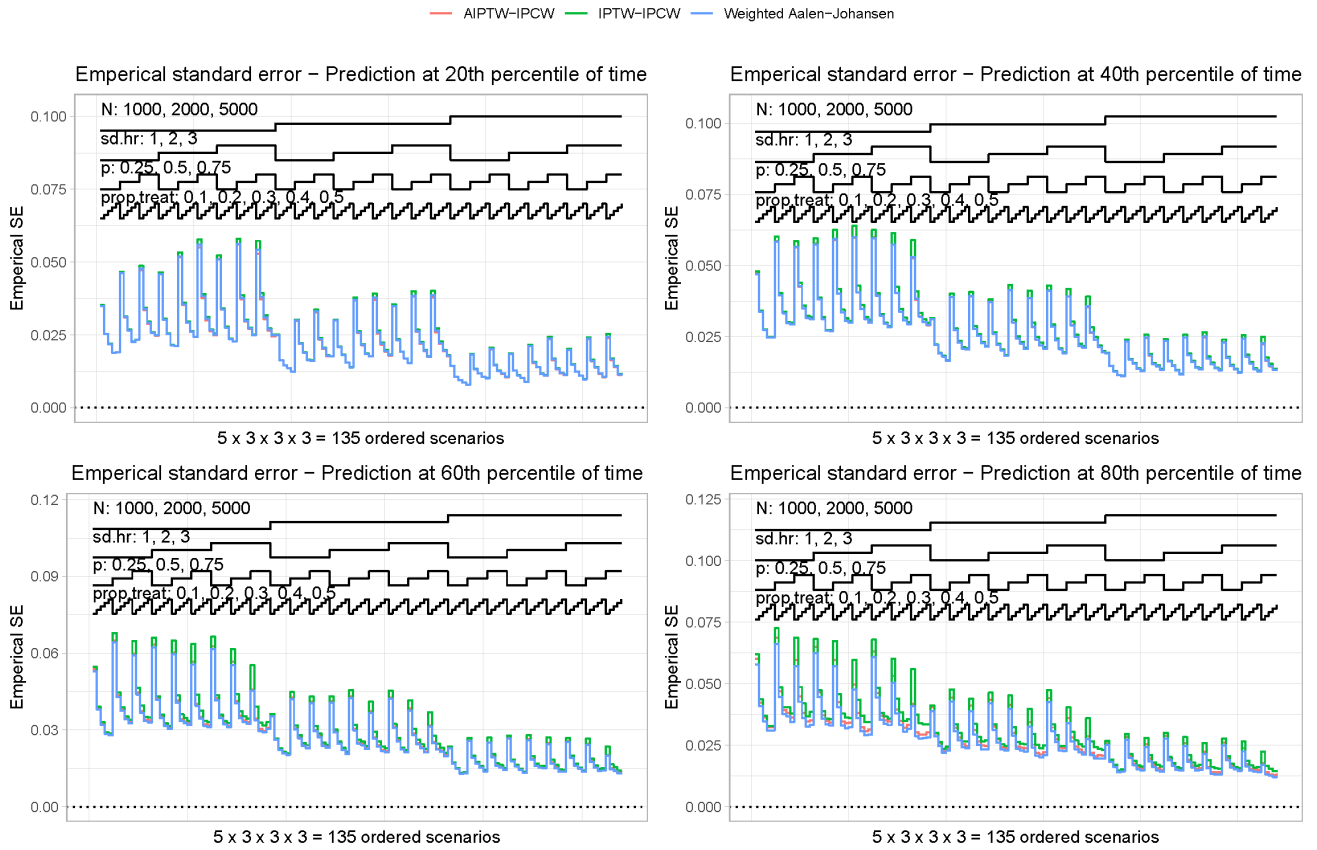 AIPTW−IPCW IPTW−IPCW Weighted Aalen−Johansen
Emperical standard error − Prediction at 20th percentile of time
N: 1000, 2000, 5000
sd.hr: 1, 2, 3
p: 0.25, 0.5, 0.75
prop.treat: 0.1, 0.2, 0.3, 0.4, 0.5
0.100
0.075
0.050
0.025
0.000
Emperical SE
5 x 3 x 3 x 3 = 135 ordered scenarios
Emperical standard error − Prediction at 40th percentile of time
N: 1000, 2000, 5000
sd.hr: 1, 2, 3
p: 0.25, 0.5, 0.75
prop.treat: 0.1, 0.2, 0.3, 0.4, 0.5
0.100
0.075
0.050
0.025
0.000
Emperical SE
5 x 3 x 3 x 3 = 135 ordered scenarios
Emperical standard error − Prediction at 60th percentile of time
N: 1000, 2000, 5000
sd.hr: 1, 2, 3
p: 0.25, 0.5, 0.75
prop.treat: 0.1, 0.2, 0.3, 0.4, 0.5
0.12
0.09
0.06
0.03
0.00
Emperical SE
5 x 3 x 3 x 3 = 135 ordered scenarios
Emperical standard error − Prediction at 80th percentile of time
N: 1000, 2000, 5000
sd.hr: 1, 2, 3
p: 0.25, 0.5, 0.75
prop.treat: 0.1, 0.2, 0.3, 0.4, 0.5
0.125
0.100
0.075
0.050
0.025
0.000
Emperical SE
5 x 3 x 3 x 3 = 135 ordered scenarios